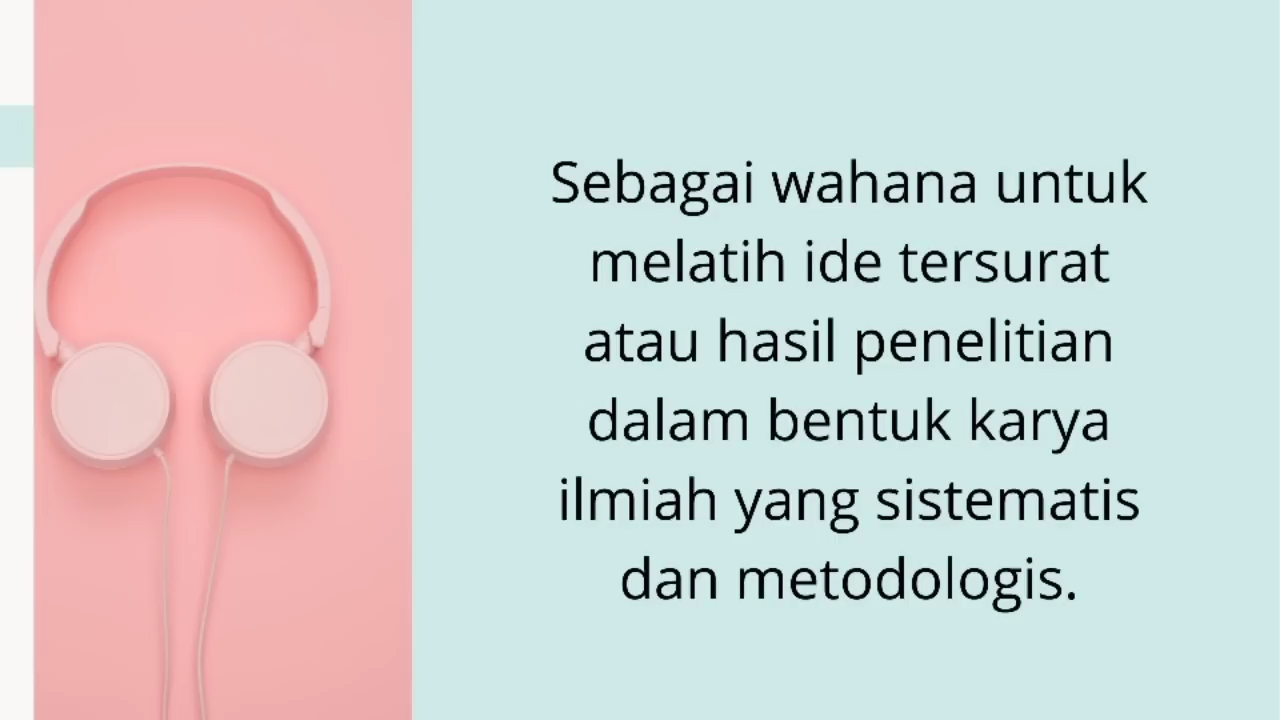 Sebagai wahana untuk
melatih ide tersurat
atau hasil penelitian
dalam bentuk karya
ilmiah yang sistematis
dan metodologis.